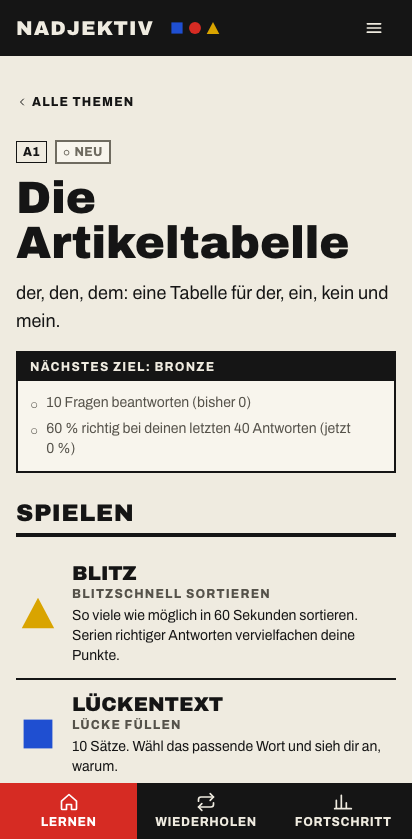 NADJEKTIV
ALLE THEMEN
A1 NEU
Die
Artikeltabelle
der, den, dem: eine Tabelle für der, ein, kein und
mein.
NÄCHSTES ZIEL: BRONZE
10 Fragen beantworten (bisher 0)
60 % richtig bei deinen letzten 40 Antworten (jetzt
0 %)
SPIELEN
BLITZ
BLITZSCHNELL SORTIEREN
So viele wie möglich in 60 Sekunden sortieren.
Serien richtiger Antworten vervielfachen deine
Punkte.
LÜCKENTEXT
LÜCKE FÜLLEN
10 Sätze. Wähl das passende Wort und sieh dir an,
warum.
LERNEN WIEDERHOLEN FORTSCHRITT